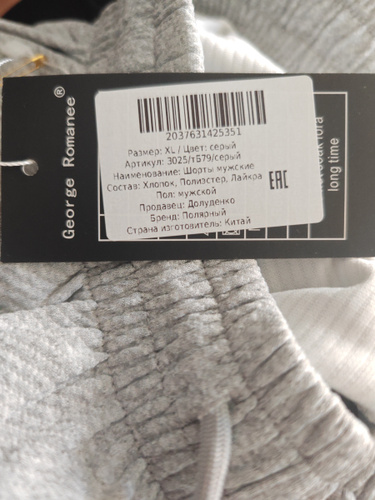 George Romanee®
2037631425351
Размер: XL / Цвет: серый
Артикул: 3025/тБ79/серый
Наименование: Шорты мужские
Состав: Хлопок, Полиэстер, Лайкра
EAC
Пол: мужской
Продавец: Долуденко
Бренд: Полярный
Страна изготовитель: Китай
long time